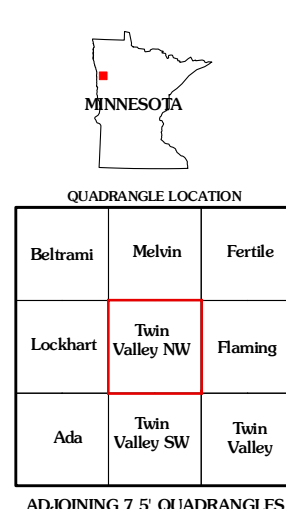 MINNESOTA
QUADRANGLE LOCATION
Beltrami Melvin Fertile
Lockhart Twin Valley NW Flaming
Ada Twin Valley SW Twin Valley
ADJOINING 7.5' QUADRANGLES